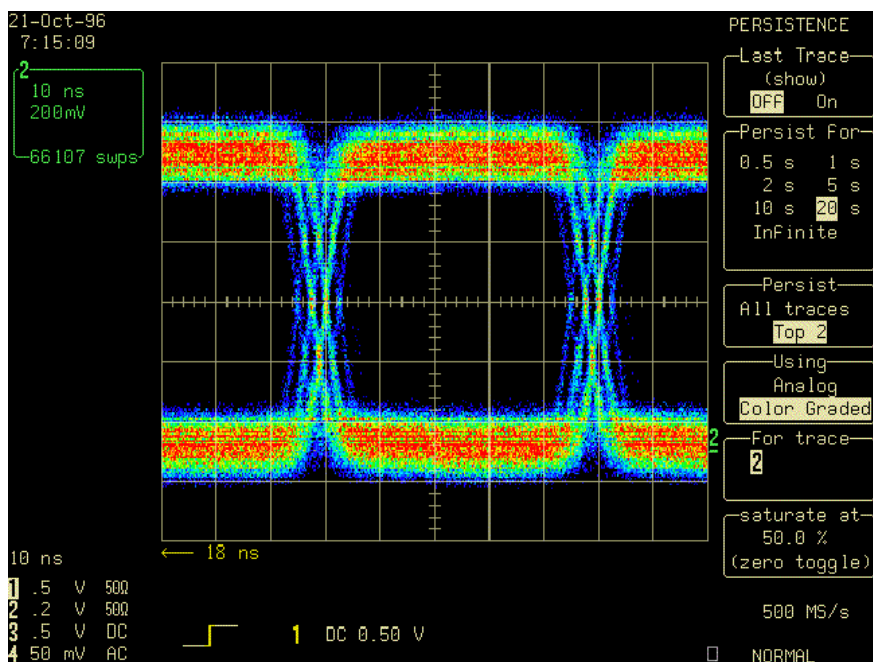 21-Oct-96
7:15:09
2
10 ns
200mV
66107 swps
PERSISTENCE
Last Trace
(show)
OFF On
Persist For
0.5 s 1 s
2 s 5 s
10 s 20 s
Infinite
Persist
All traces
Top 2
Using
Analog
Color Graded
2
For trace
2
saturate at
50.0 %
(zero toggle)
← 18 ns
10 ns
1 .5 V 50Ω
2 .2 V 50Ω
3 .5 V DC
4 50 mV AC
1 DC 0.50 V
500 MS/s
NORMAL